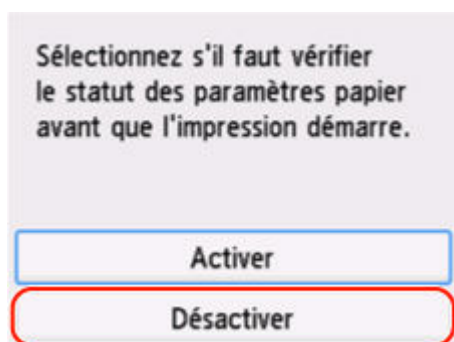 Sélectionnez s'il faut vérifier
le statut des paramètres papier
avant que l'impression démarre.
Activer
Désactiver